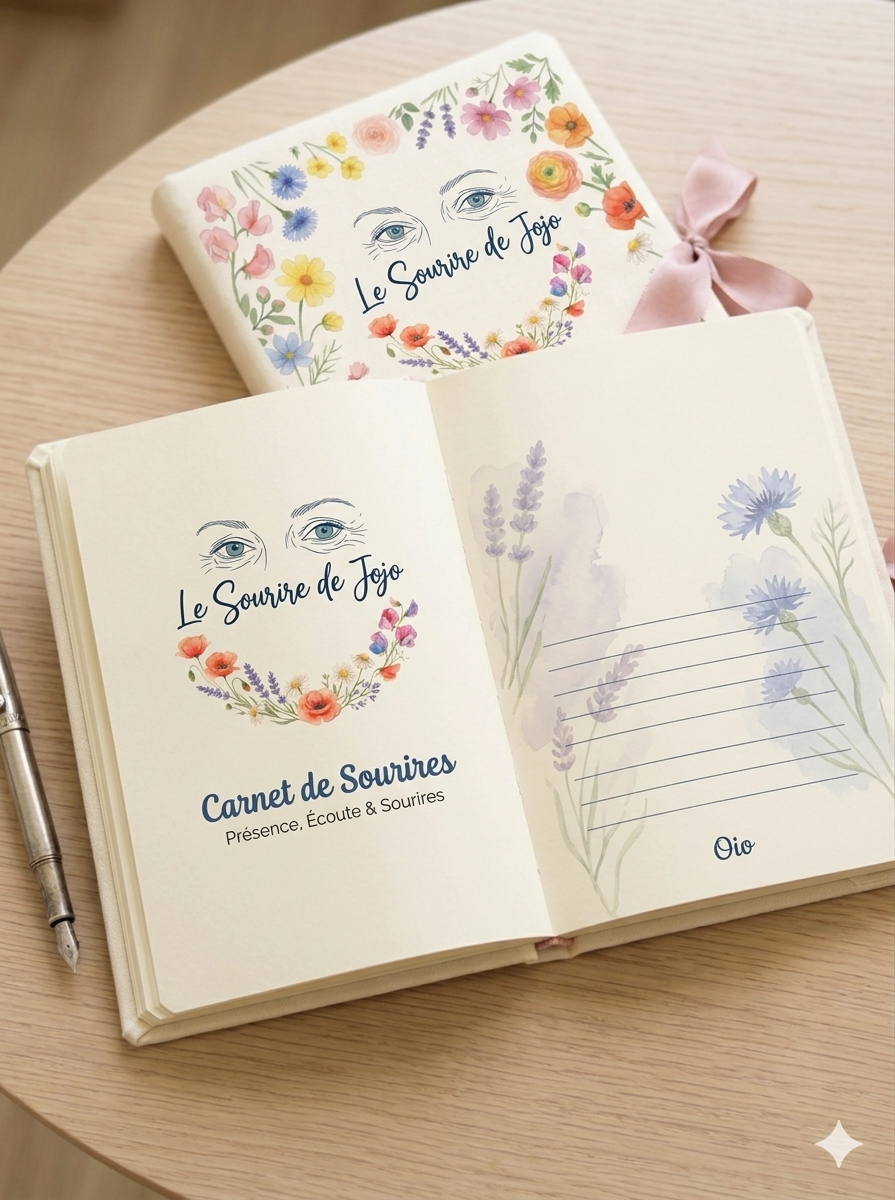 Le Sourire de Jojo
Le Sourire de Jojo
Carnet de Sourires
Présence, Écoute & Sourires
Oio